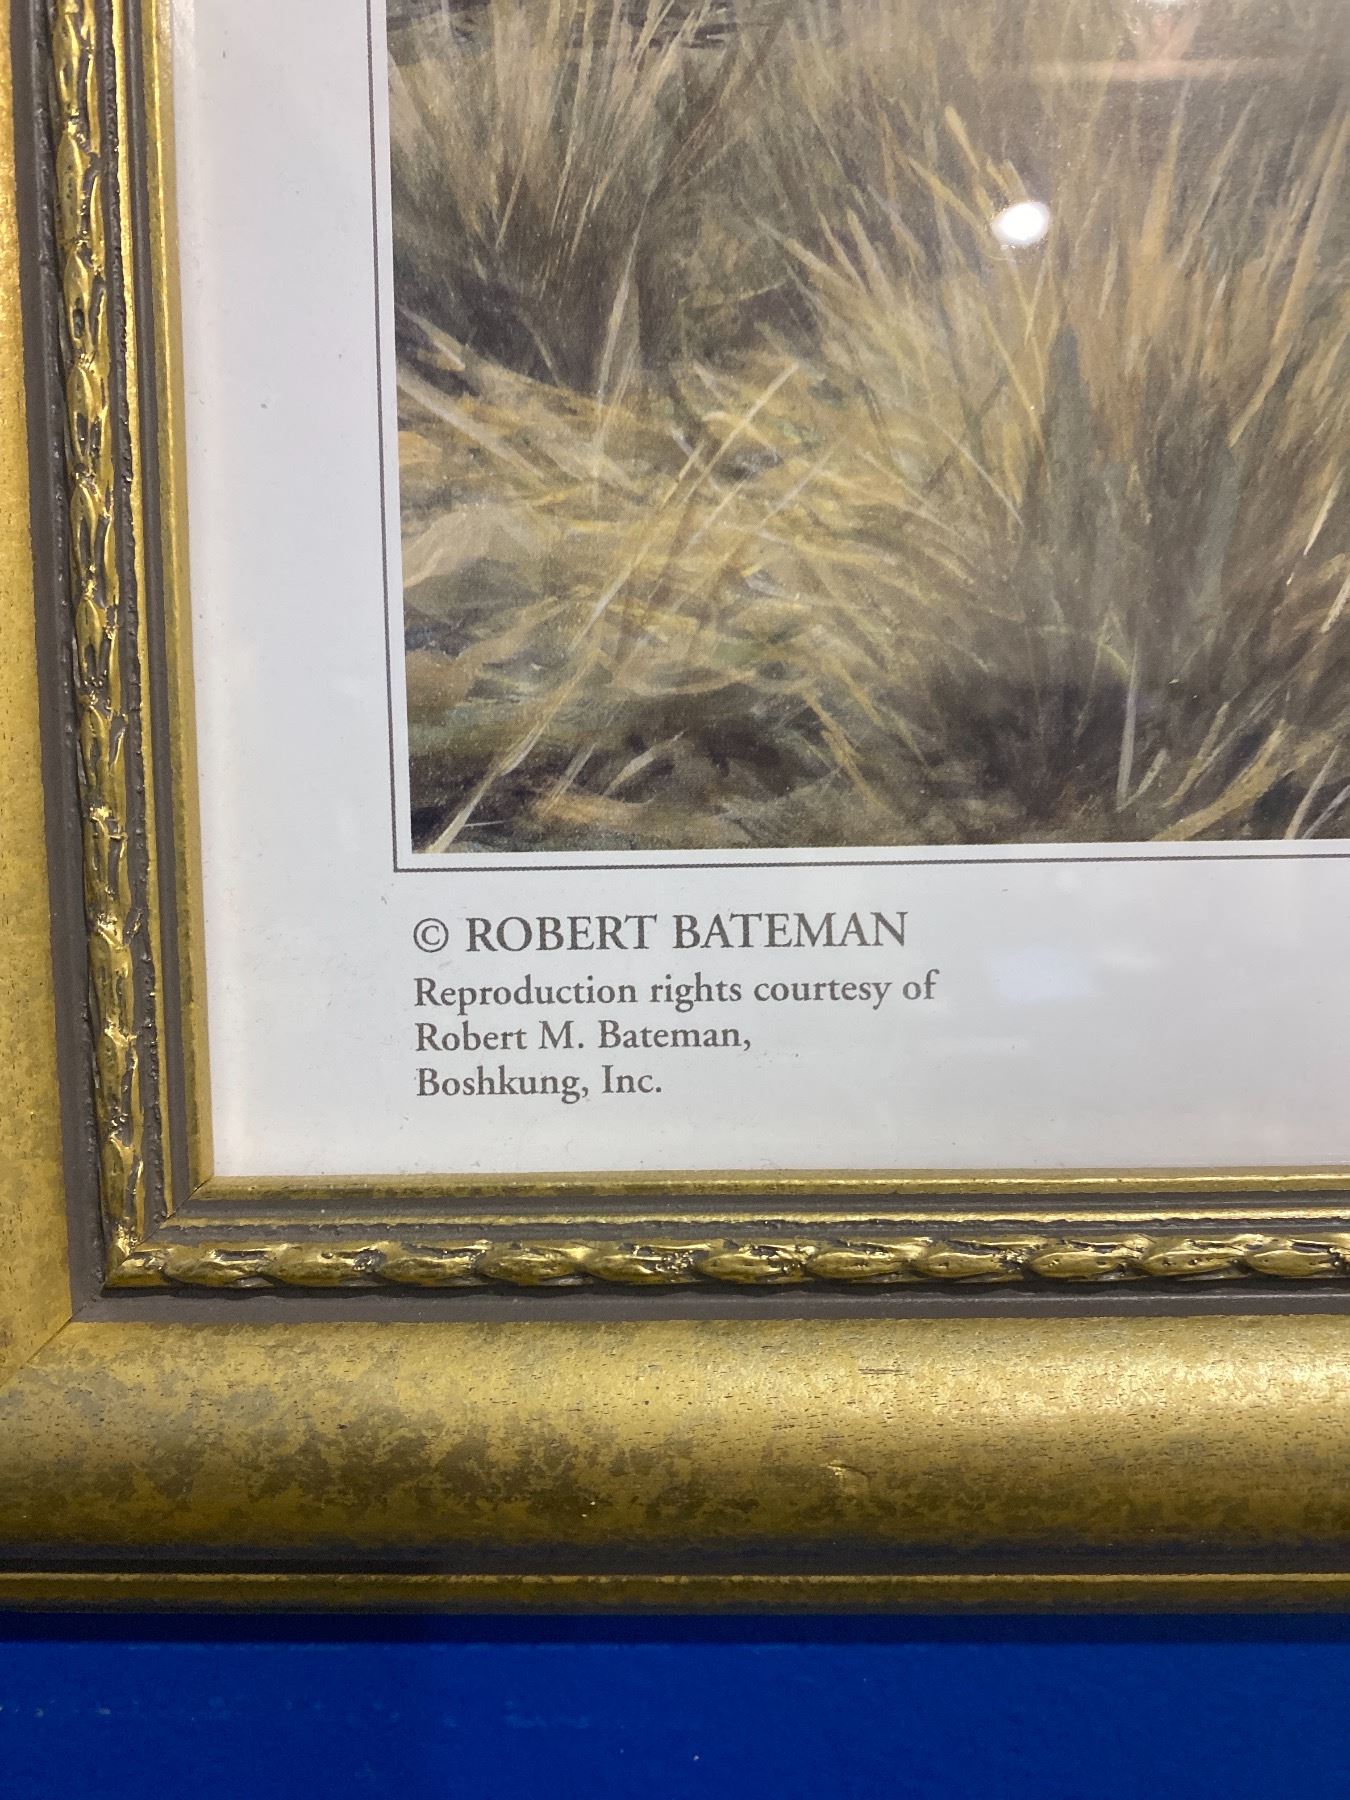 © ROBERT BATEMAN
Reproduction rights courtesy of
Robert M. Bateman,
Boshkung, Inc.